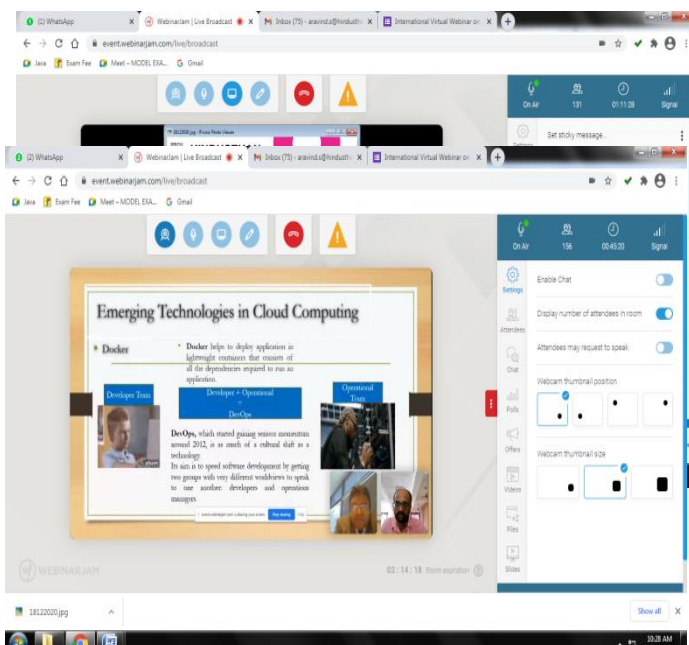 (1) WhatsApp
WebinarJam | Live Broadcast
Inbox (75) - aravind.s@hindusth
International Virtual Webinar on
event.webinarjam.com/live/broadcast
Java
Exam Fee
Meet – MODEL EXA...
Gmail
On Air
131
01:11:28
Signal
Set sticky message...
18122020.jpg - Picasa Photo Viewer
(2) WhatsApp
WebinarJam | Live Broadcast
Inbox (75) - aravind.s@hindusth
International Virtual Webinar on
event.webinarjam.com/live/broadcast
Java
Exam Fee
Meet – MODEL EXA...
Gmail
On Air
156
00:45:20
Signal
Emerging Technologies in Cloud Computing
Docker
Docker helps to deploy application in
lightweight containers that consists of
all the dependencies required to run an
application.
Developer Team
Developer + Operational
=
DevOps
Operational
Team
DevOps, which started gaining serious momentum
around 2012, is as much of a cultural shift as a
technology.
Its aim is to speed software development by getting
two groups with very different worldviews to speak
to one another: developers and operations
managers.
Stop sharing
Settings
Attendees
Chat
Polls
Offers
Videos
Files
Slides
Enable Chat
Display number of attendees in room
Attendees may request to speak
Webcam thumbnail position
Webcam thumbnail size
WEBINARJAM
03 : 14 : 18 Room expiration
18122020.jpg
Show all
10:28 AM